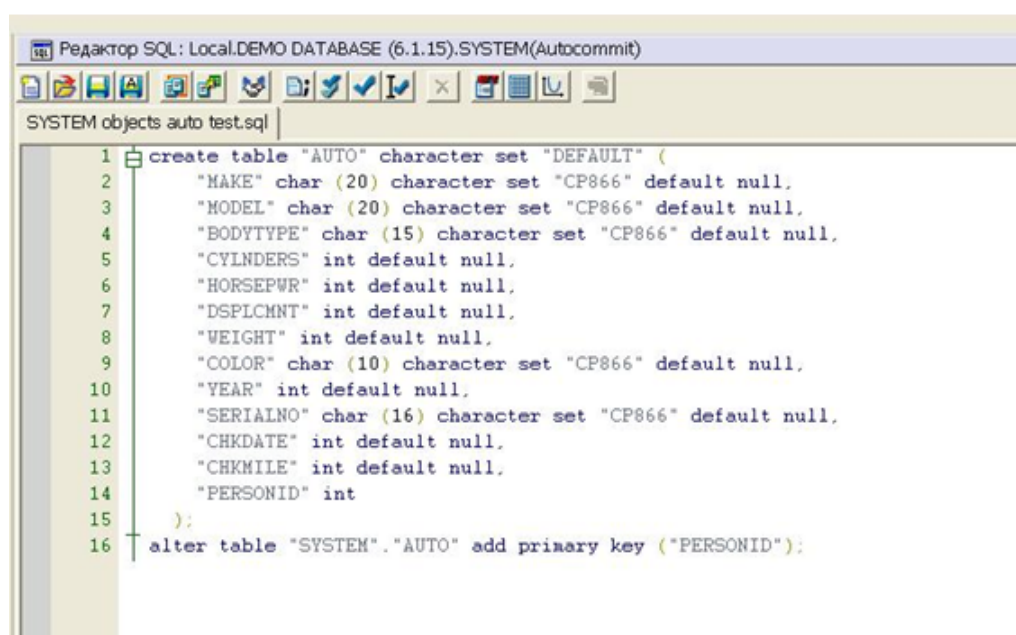 Редактор SQL: Local.DEMO DATABASE (6.1.15).SYSTEM(Autocommit)
SYSTEM objects auto test.sql
1 create table "AUTO" character set "DEFAULT" (
2 "MAKE" char (20) character set "CP866" default null,
3 "MODEL" char (20) character set "CP866" default null,
4 "BODYTYPE" char (15) character set "CP866" default null,
5 "CYLNDERS" int default null,
6 "HORSEPWR" int default null,
7 "DSPLCMNT" int default null,
8 "WEIGHT" int default null,
9 "COLOR" char (10) character set "CP866" default null,
10 "YEAR" int default null,
11 "SERIALNO" char (16) character set "CP866" default null,
12 "CHKDATE" int default null,
13 "CHKMILE" int default null,
14 "PERSONID" int
15 );
16 alter table "SYSTEM"."AUTO" add primary key ("PERSONID");